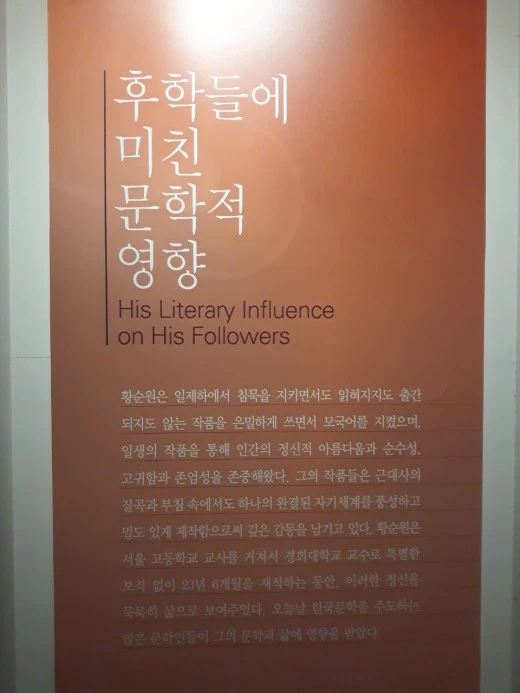 후학들에
미친
문학적
영향
His Literary Influence
on His Followers
황순원은 일제하에서 침묵을 지키면서도 읽혀지지도 출간
되지도 않는 작품을 은밀하게 쓰면서 모국어를 지켰으며,
일생의 작품을 통해 인간의 정신적 아름다움과 순수성,
고귀함과 존엄성을 존중해왔다. 그의 작품들은 근대사의
질곡과 부침 속에서도 하나의 완결된 자기세계를 풍성하고
밀도 있게 제작함으로써 깊은 감동을 남기고 있다. 황순원은
서울 고등학교 교사를 거쳐서 경희대학교 교수로 특별한
보직 없이 23년 6개월을 재직하는 동안, 이러한 정신을
묵묵히 삶으로 보여주었다. 오늘날 한국문학을 주도하는
많은 문학인들이 그의 문학과 삶에 영향을 받았다.